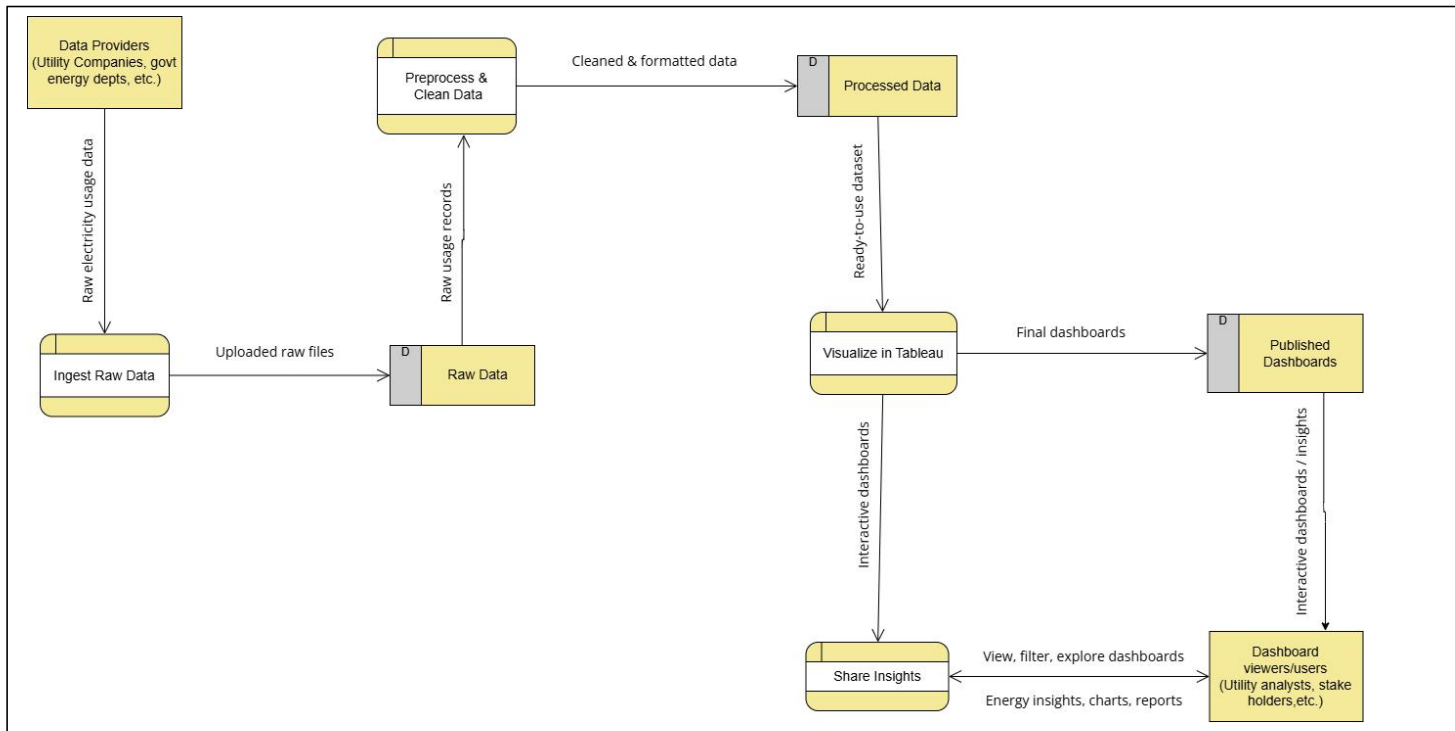 Data Providers
(Utility Companies, govt
energy depts, etc.)
Raw electricity usage data
Ingest Raw Data
Uploaded raw files
D
Raw Data
Raw usage records
Preprocess &
Clean Data
Cleaned & formatted data
D
Processed Data
Ready-to-use dataset
Visualize in Tableau
Final dashboards
D
Published
Dashboards
Interactive dashboards
Interactive dashboards / insights
Share Insights
View, filter, explore dashboards
Energy insights, charts, reports
Dashboard
viewers/users
(Utility analysts, stake
holders,etc.)